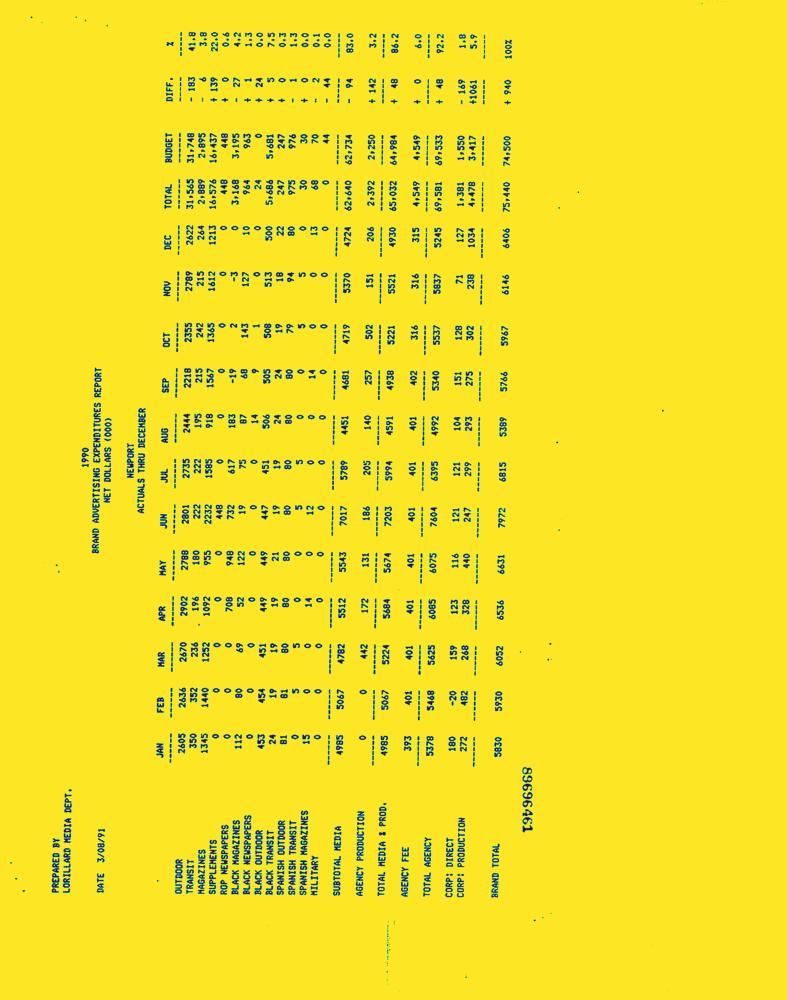 PREPARED BY
LORILLARD MEDIA DEPT.
DATE 3/08/91
1990
BRAND ADVERTISING EXPENDITURES REPORT
NET DOLLARS (000)
NEWPORT
ACTUALS THRU DECEMBER
JAN FEB MAR APR MAY JUN JUL AUG SEP OCT NOV DEC TOTAL BUDGET DIFF. %
OUTDOOR 2605 2636 2670 2902 2788 2801 2735 2444 2218 2355 2789 2622 31,565 31,748 - 183 41.8
TRANSIT 350 352 236 196 180 222 222 195 215 242 215 264 2,889 2,895 - 6 3.8
MAGAZINES 1345 1440 1252 1092 955 2232 1585 918 1567 1365 1612 1213 16,576 16,437 + 139 22.0
SUPPLEMENTS 0 0 0 0 0 448 0 0 0 0 0 0 448 448 + 0 0.6
ROP NEWSPAPERS 0 0 0 708 948 732 617 183 -19 2 -3 0 3,168 3,195 - 27 4.2
BLACK MAGAZINES 112 80 69 52 122 19 75 87 68 143 127 10 964 963 + 1 1.3
BLACK NEWSPAPERS 0 0 0 0 0 0 0 14 9 1 0 0 24 0 + 24 0.0
BLACK OUTDOOR 453 454 451 449 449 447 451 506 505 508 513 500 5,686 5,681 + 5 7.5
BLACK TRANSIT 24 19 19 19 21 19 19 24 24 19 18 22 247 247 + 0 0.3
SPANISH OUTDOOR 81 81 80 80 80 80 80 80 80 79 94 80 975 976 - 1 1.3
SPANISH TRANSIT 0 5 5 0 0 5 5 0 0 5 5 0 30 30 + 0 0.0
SPANISH MAGAZINES 15 0 0 14 0 12 0 0 14 0 0 13 68 70 - 2 0.1
MILITARY 0 0 0 0 0 0 0 0 0 0 0 0 0 44 - 44 0.0
SUBTOTAL MEDIA 4985 5067 4782 5512 5543 7017 5789 4451 4681 4719 5370 4724 62,640 62,734 - 94 83.0
AGENCY PRODUCTION 0 0 442 172 131 186 205 140 257 502 151 206 2,392 2,250 + 142 3.2
TOTAL MEDIA & PROD. 4985 5067 5224 5684 5674 7203 5994 4591 4938 5221 5521 4930 65,032 64,984 + 48 86.2
AGENCY FEE 393 401 401 401 401 401 401 401 402 316 316 315 4,549 4,549 + 0 6.0
TOTAL AGENCY 5378 5468 5625 6085 6075 7604 6395 4992 5340 5537 5837 5245 69,581 69,533 + 48 92.2
CORP: DIRECT 180 -20 159 123 116 121 121 104 151 128 71 127 1,381 1,550 - 169 1.8
CORP: PRODUCTION 272 482 268 328 440 247 299 293 275 302 238 1034 4,478 3,417 +1061 5.9
BRAND TOTAL 5830 5930 6052 6536 6631 7972 6815 5389 5766 5967 6146 6406 75,440 74,500 + 940 100%
89696461